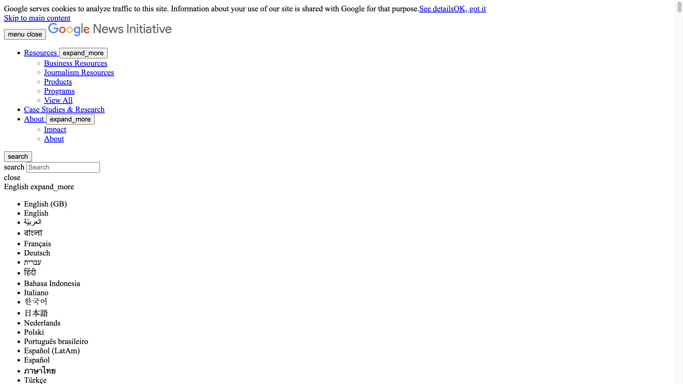 Google serves cookies to analyze traffic to this site. Information about your use of our site is shared with Google for that purpose.See detailsOK, got it
Skip to main content
menu close Google News Initiative
Resources expand_more
Business Resources
Journalism Resources
Products
Programs
View All
Case Studies & Research
About expand_more
Impact
About
search
search Search
close
English expand_more
English (GB)
English
العربيّة
বাংলা
Français
Deutsch
עברית
हिंदी
Bahasa Indonesia
Italiano
한국어
日本語
Nederlands
Polski
Português brasileiro
Español (LatAm)
Español
ภาษาไทย
Türkçe